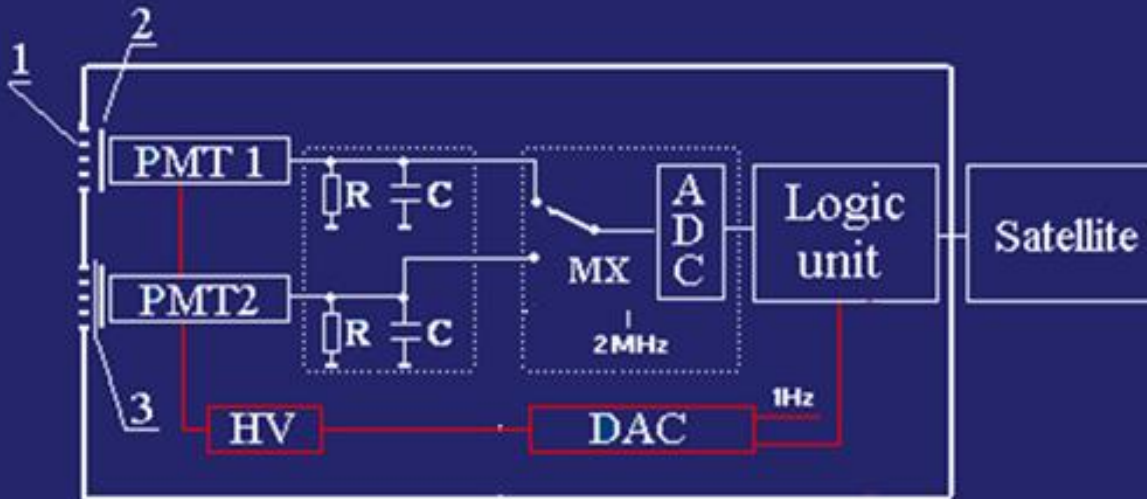 1
2
PMT 1
R
C
A
D
C
Logic
unit
Satellite
MX
PMT2
R
C
2MHz
3
1Hz
HV
DAC